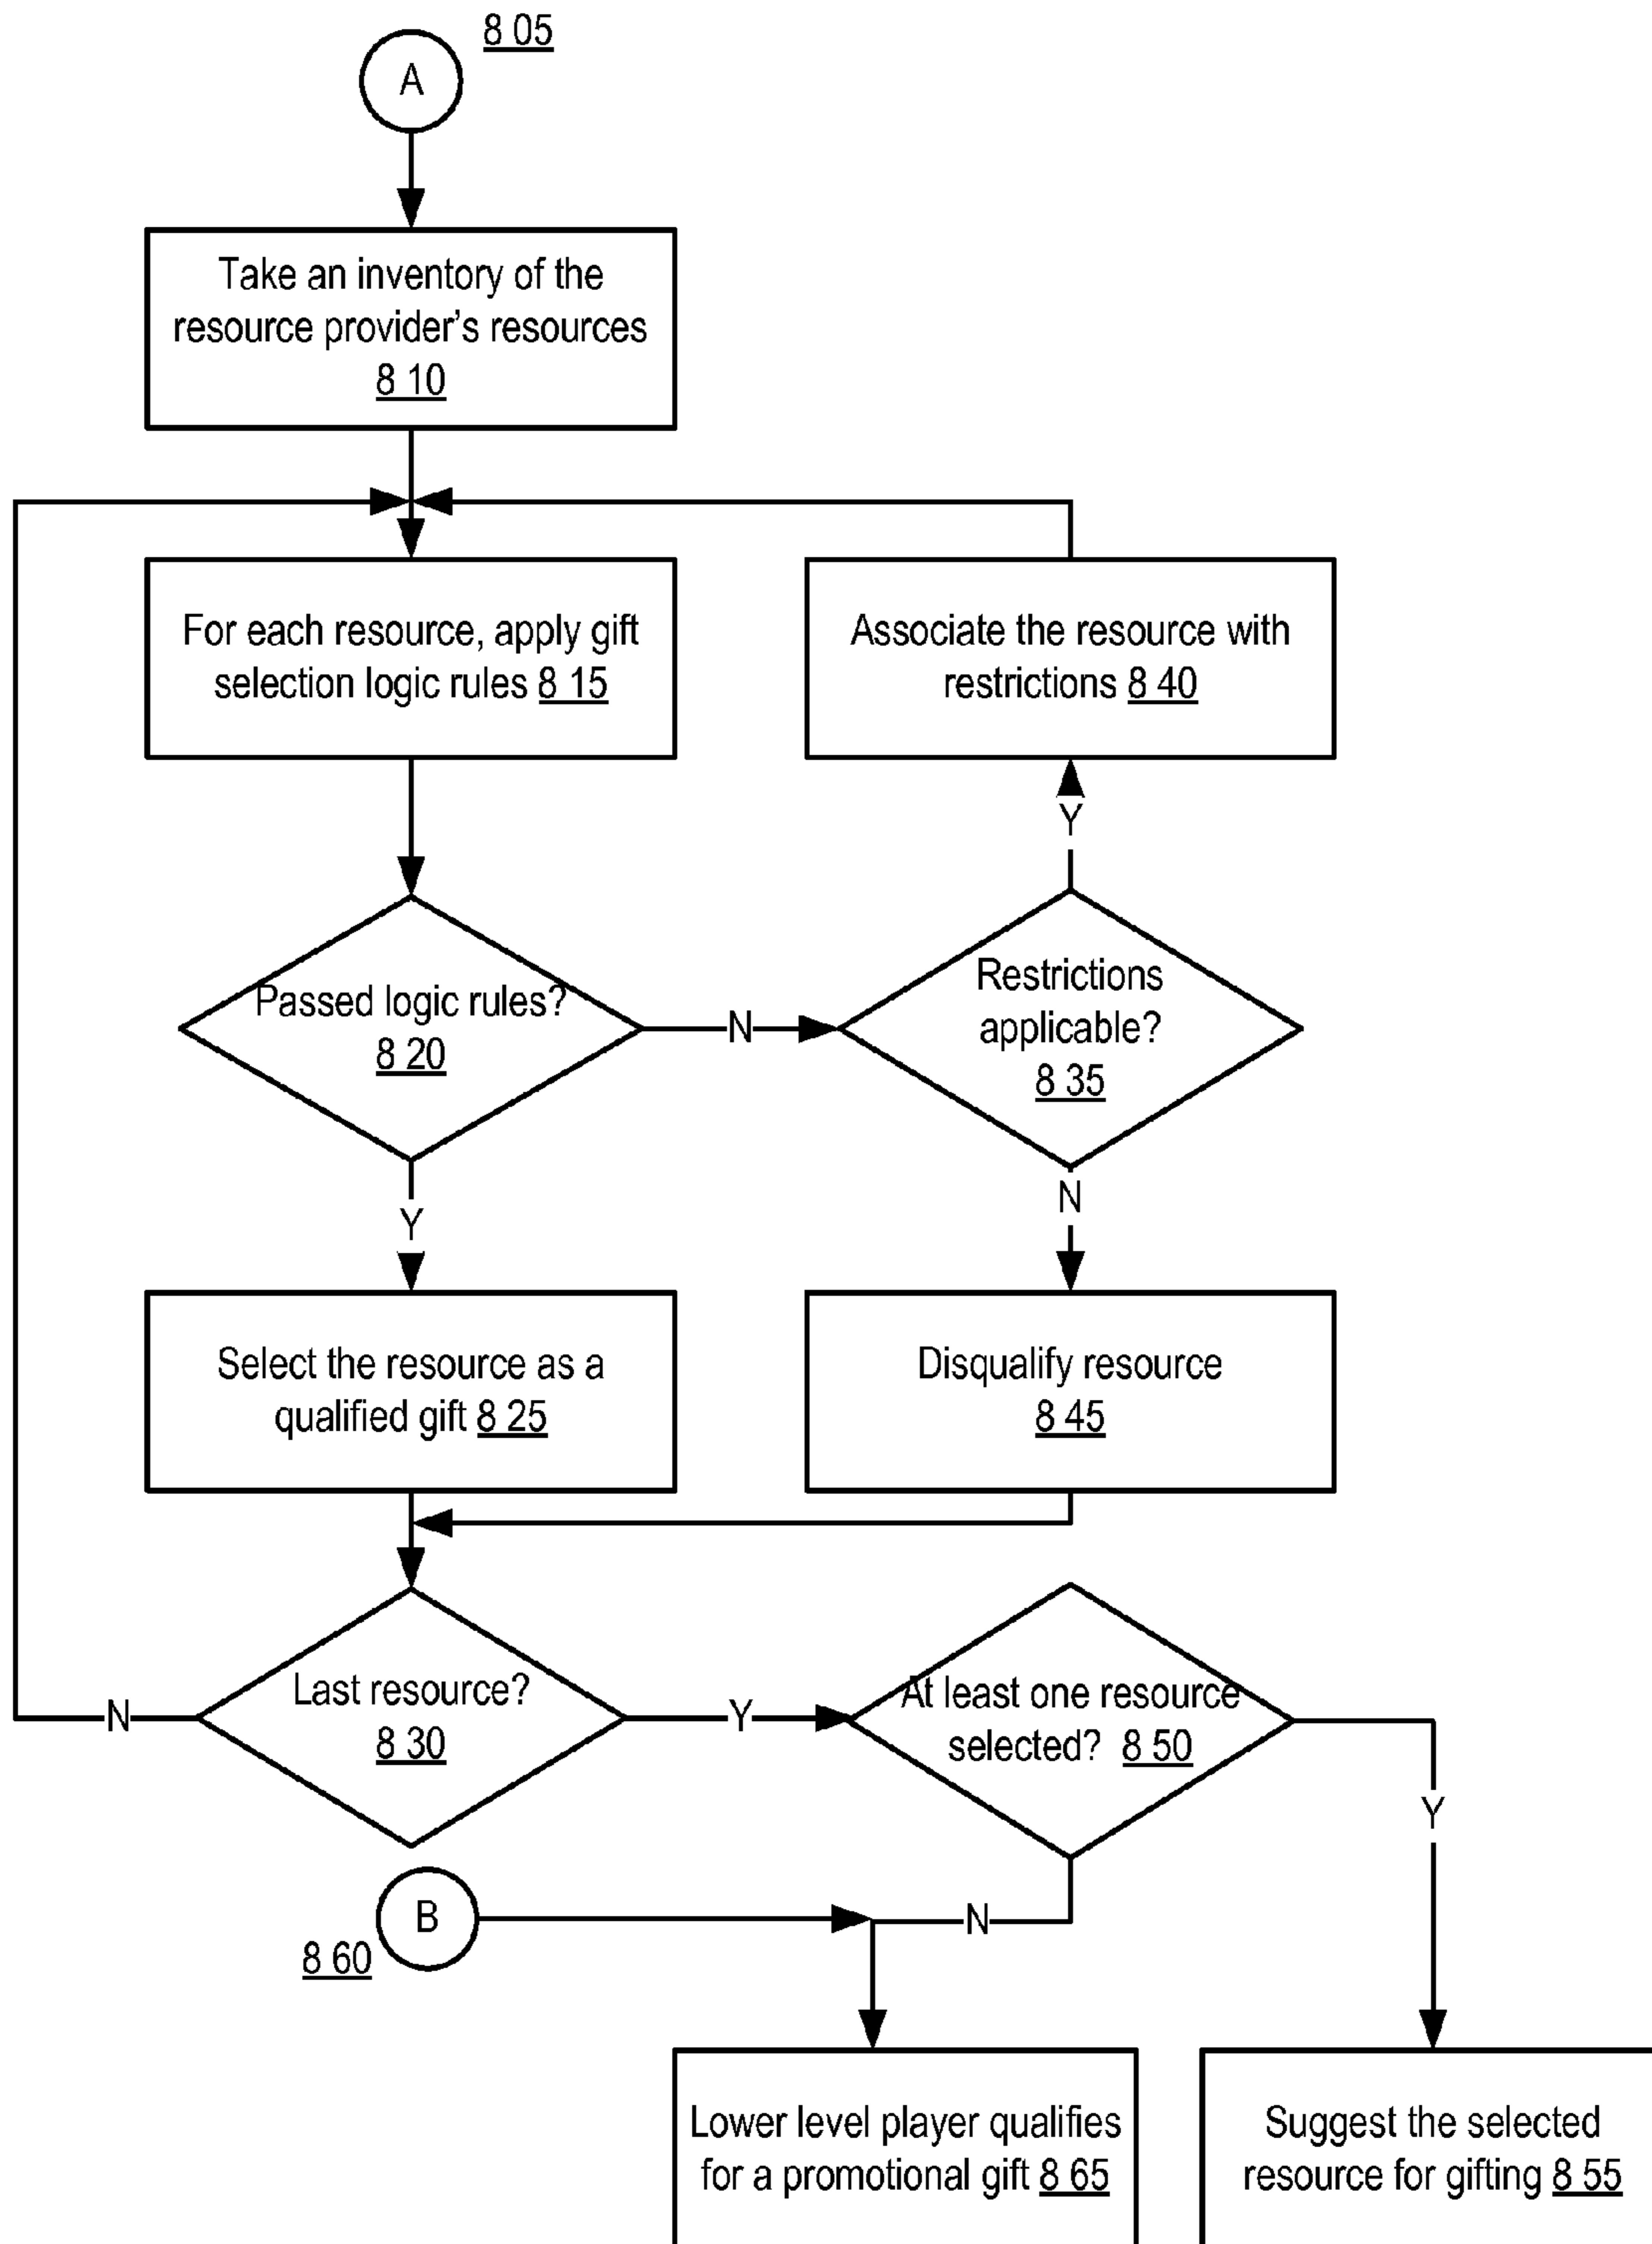 8 05
A
Take an inventory of the
resource provider's resources
8 10
For each resource, apply gift
selection logic rules 8 15
Associate the resource with
restrictions 8 40
Y
Passed logic rules?
8 20
N
Restrictions
applicable?
8 35
Y
N
Select the resource as a
qualified gift 8 25
Disqualify resource
8 45
N
Last resource?
8 30
Y
At least one resource
selected? 8 50
Y
B
8 60
N
Lower level player qualifies
for a promotional gift 8 65
Suggest the selected
resource for gifting 8 55